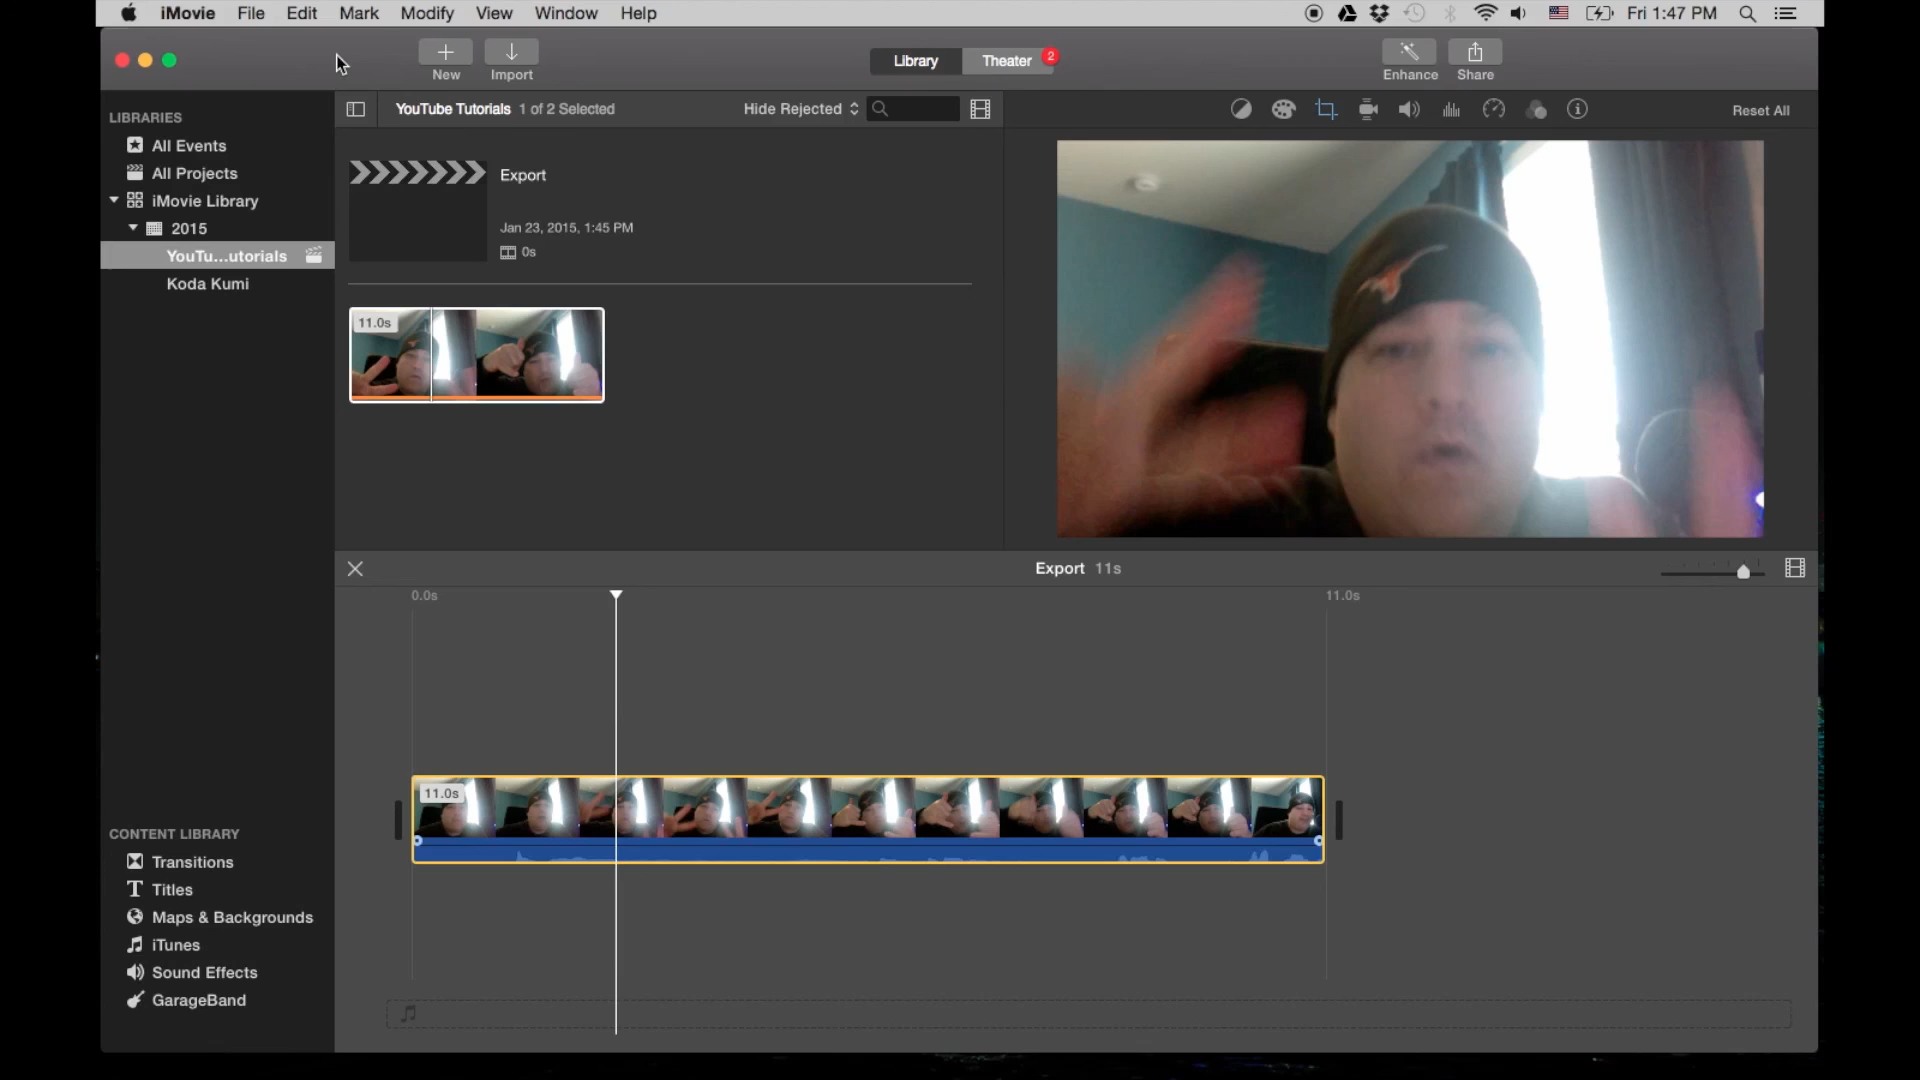 iMovie File Edit Mark Modify View Window Help Fri 1:47 PM
New Import Library Theater 2 Enhance Share
LIBRARIES
All Events
All Projects
iMovie Library
2015
YouTu...utorials
Koda Kumi
YouTube Tutorials 1 of 2 Selected Hide Rejected
Reset All
Export
Jan 23, 2015, 1:45 PM
0s
11.0s
Export 11s
0.0s 11.0s
11.0s
CONTENT LIBRARY
Transitions
Titles
Maps & Backgrounds
iTunes
Sound Effects
GarageBand